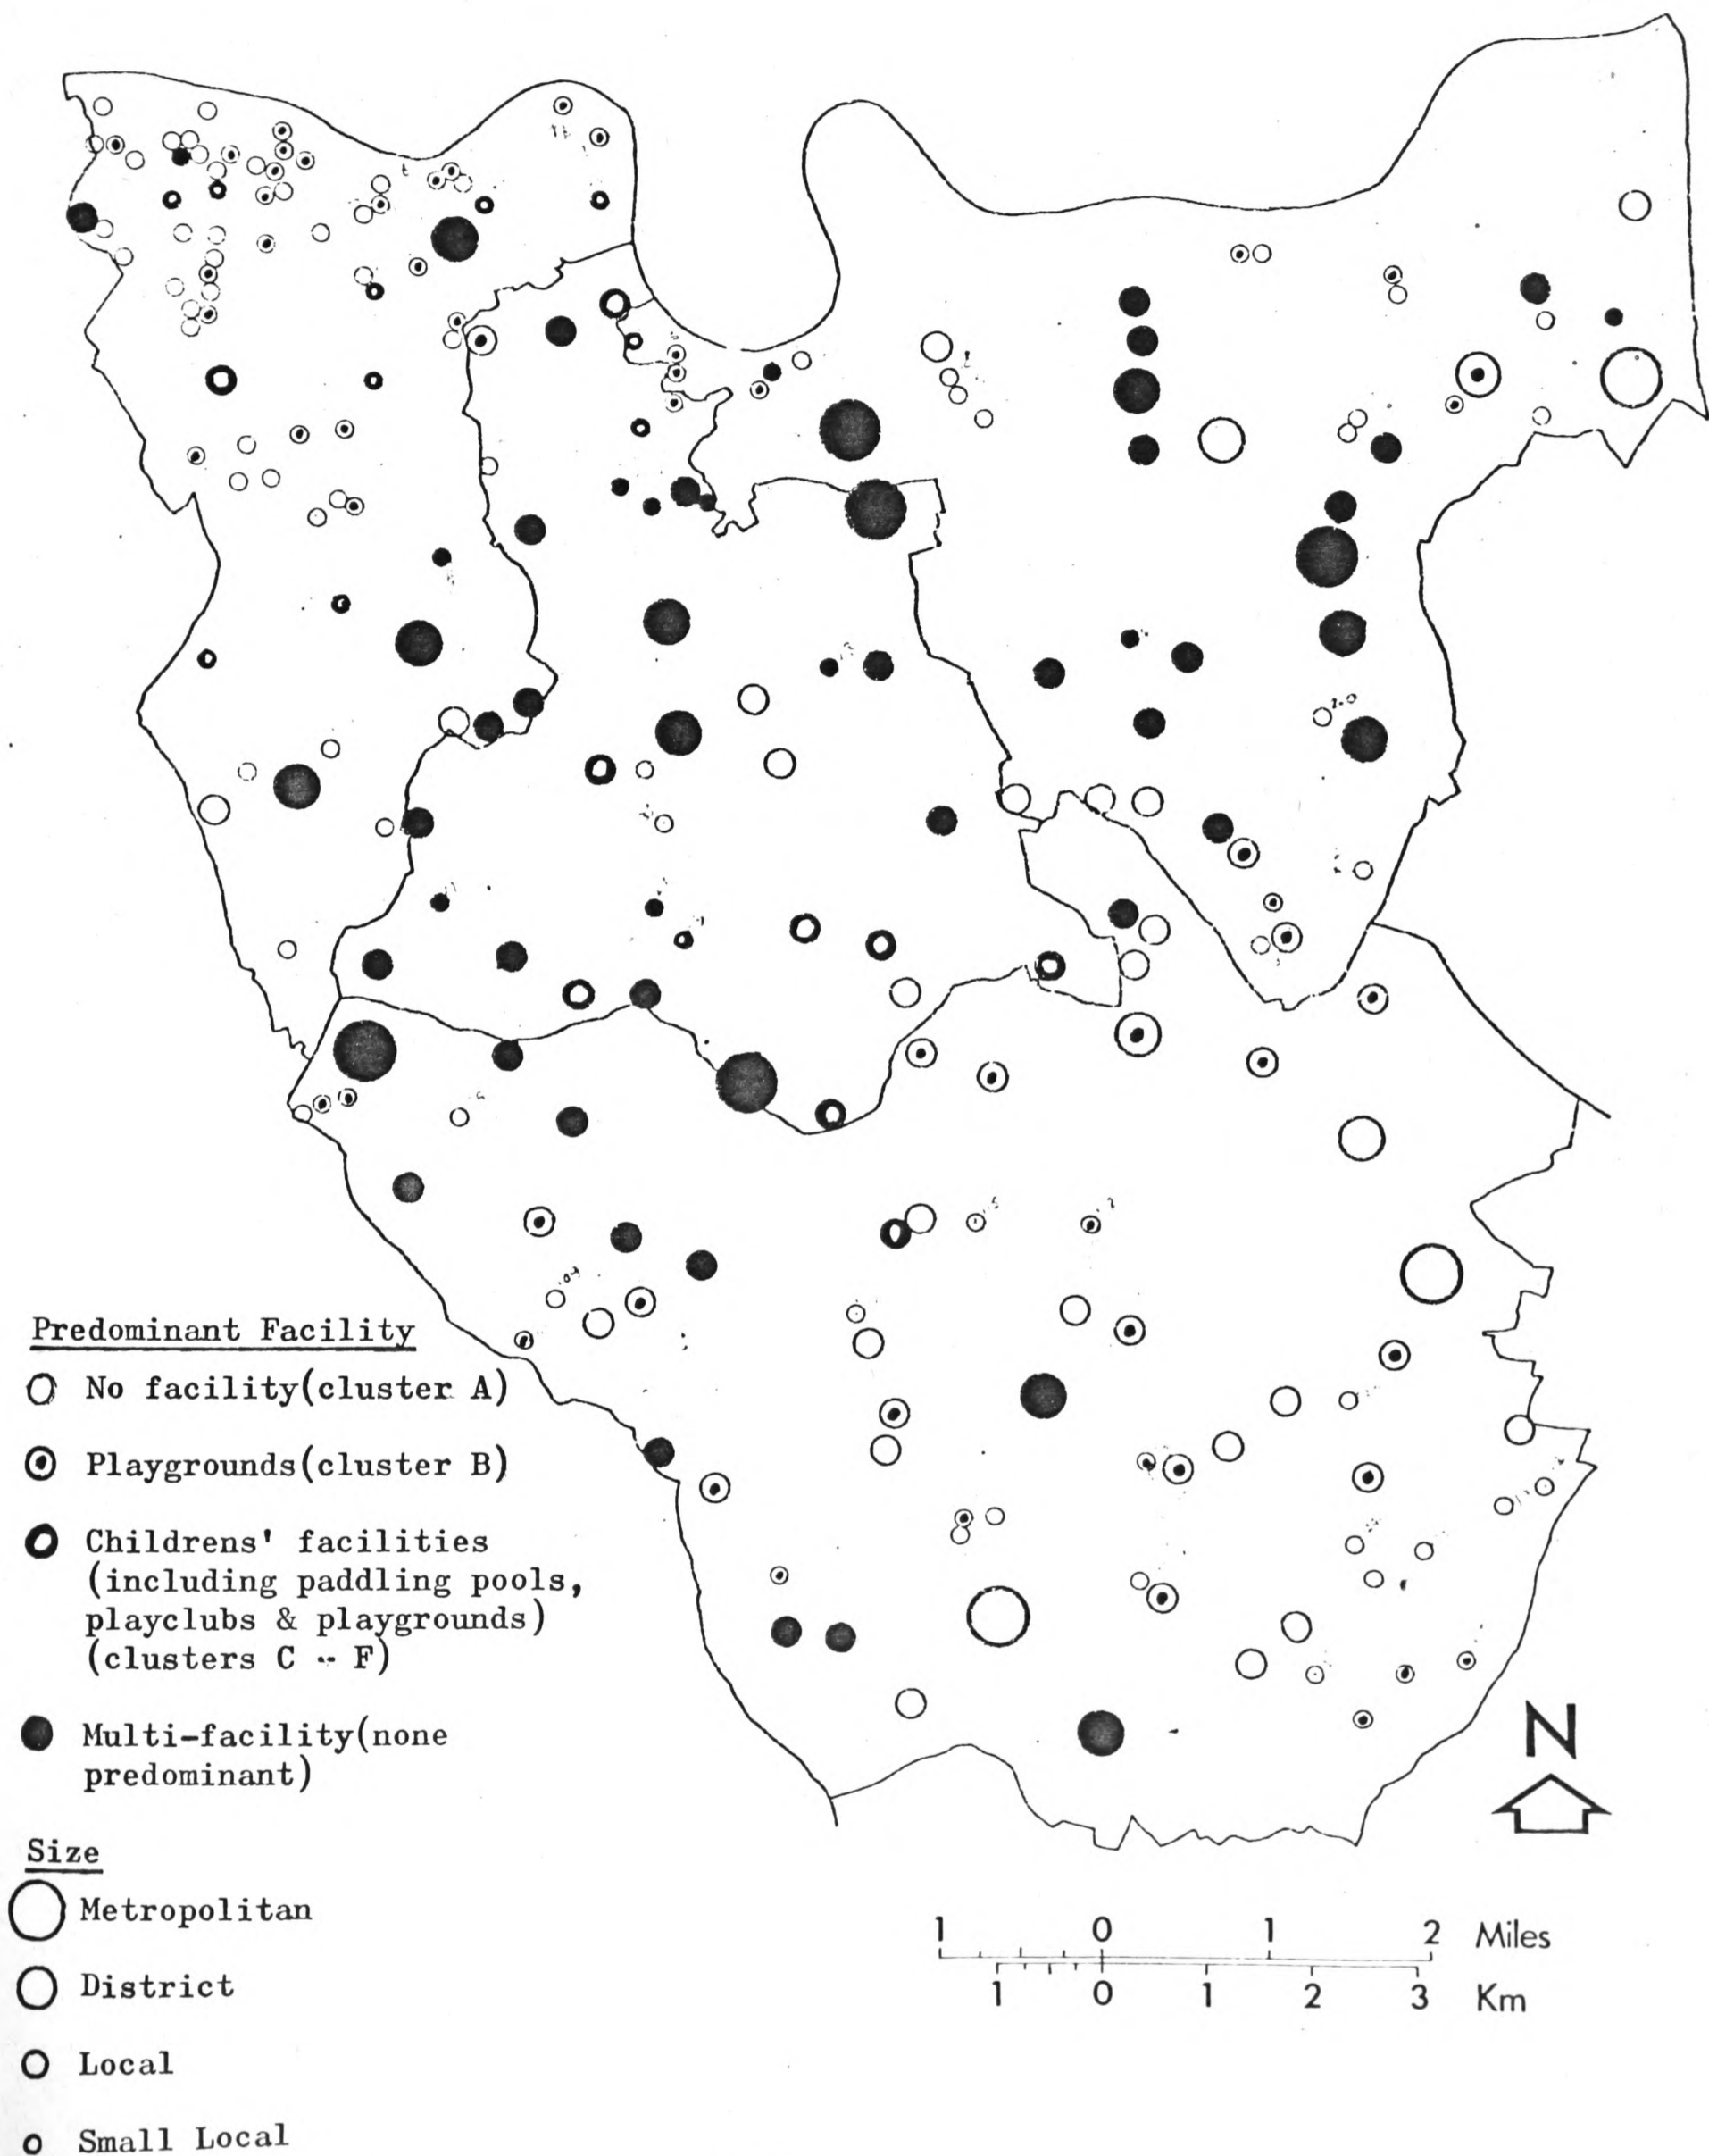 Predominant Facility
No facility(cluster A)
Playgrounds(cluster B)
Childrens' facilities
(including paddling pools,
playclubs & playgrounds)
(clusters C -- F)
Multi-facility(none
predominant)
Size
Metropolitan
District
Local
Small Local
N
1 0 1 2 Miles
1 0 1 2 3 Km